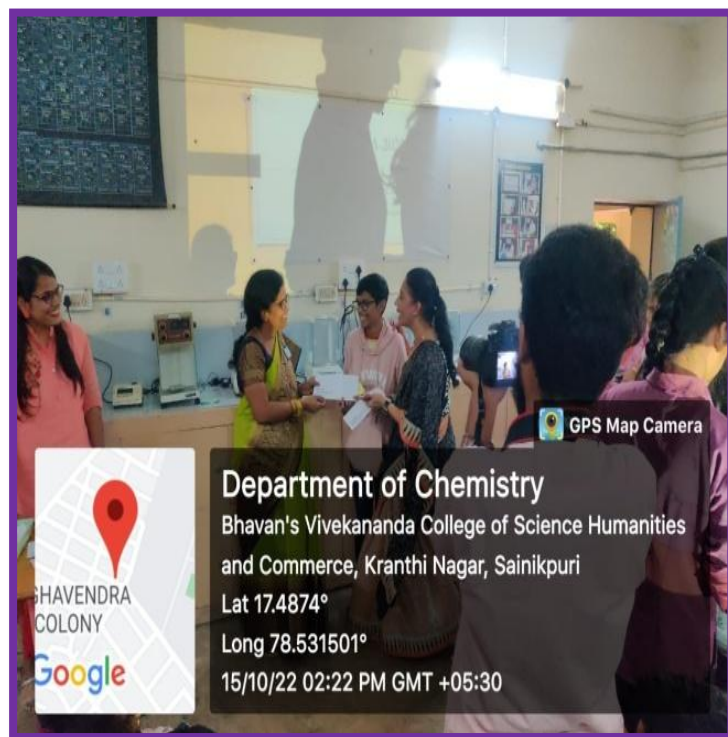 GPS Map Camera
Department of Chemistry
Bhavan's Vivekananda College of Science Humanities
and Commerce, Kranthi Nagar, Sainikpuri
Lat 17.4874°
Long 78.531501°
15/10/22 02:22 PM GMT +05:30
GHAVENDRA
COLONY
Google